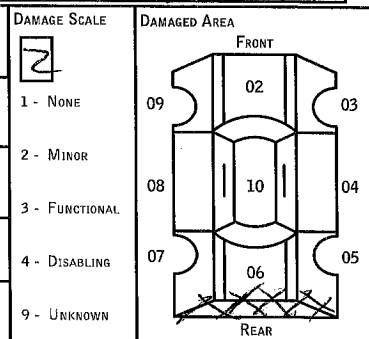 DAMAGE SCALE
2
1 - NONE
2 - MINOR
3 - FUNCTIONAL
4 - DISABLING
9 - UNKNOWN
DAMAGED AREA
FRONT
02
09
03
08
10
04
07
05
06
REAR